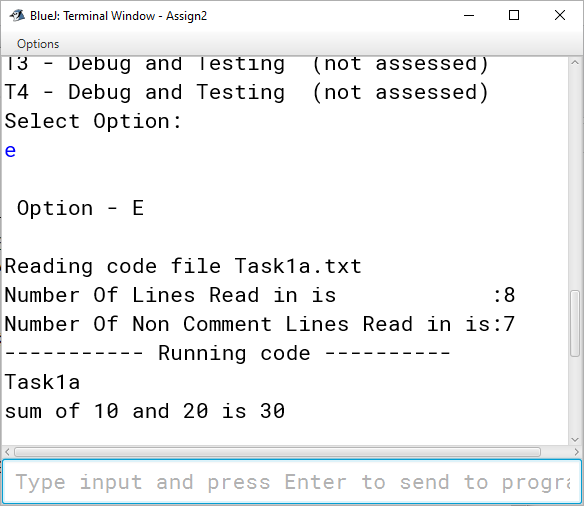 BlueJ: Terminal Window - Assign2
Options
T3 - Debug and Testing  (not assessed)
T4 - Debug and Testing  (not assessed)
Select Option:
e
 Option - E
Reading code file Task1a.txt
Number Of Lines Read in is            :8
Number Of Non Comment Lines Read in is:7
----------- Running code ----------
Task1a
sum of 10 and 20 is 30
Type input and press Enter to send to progra